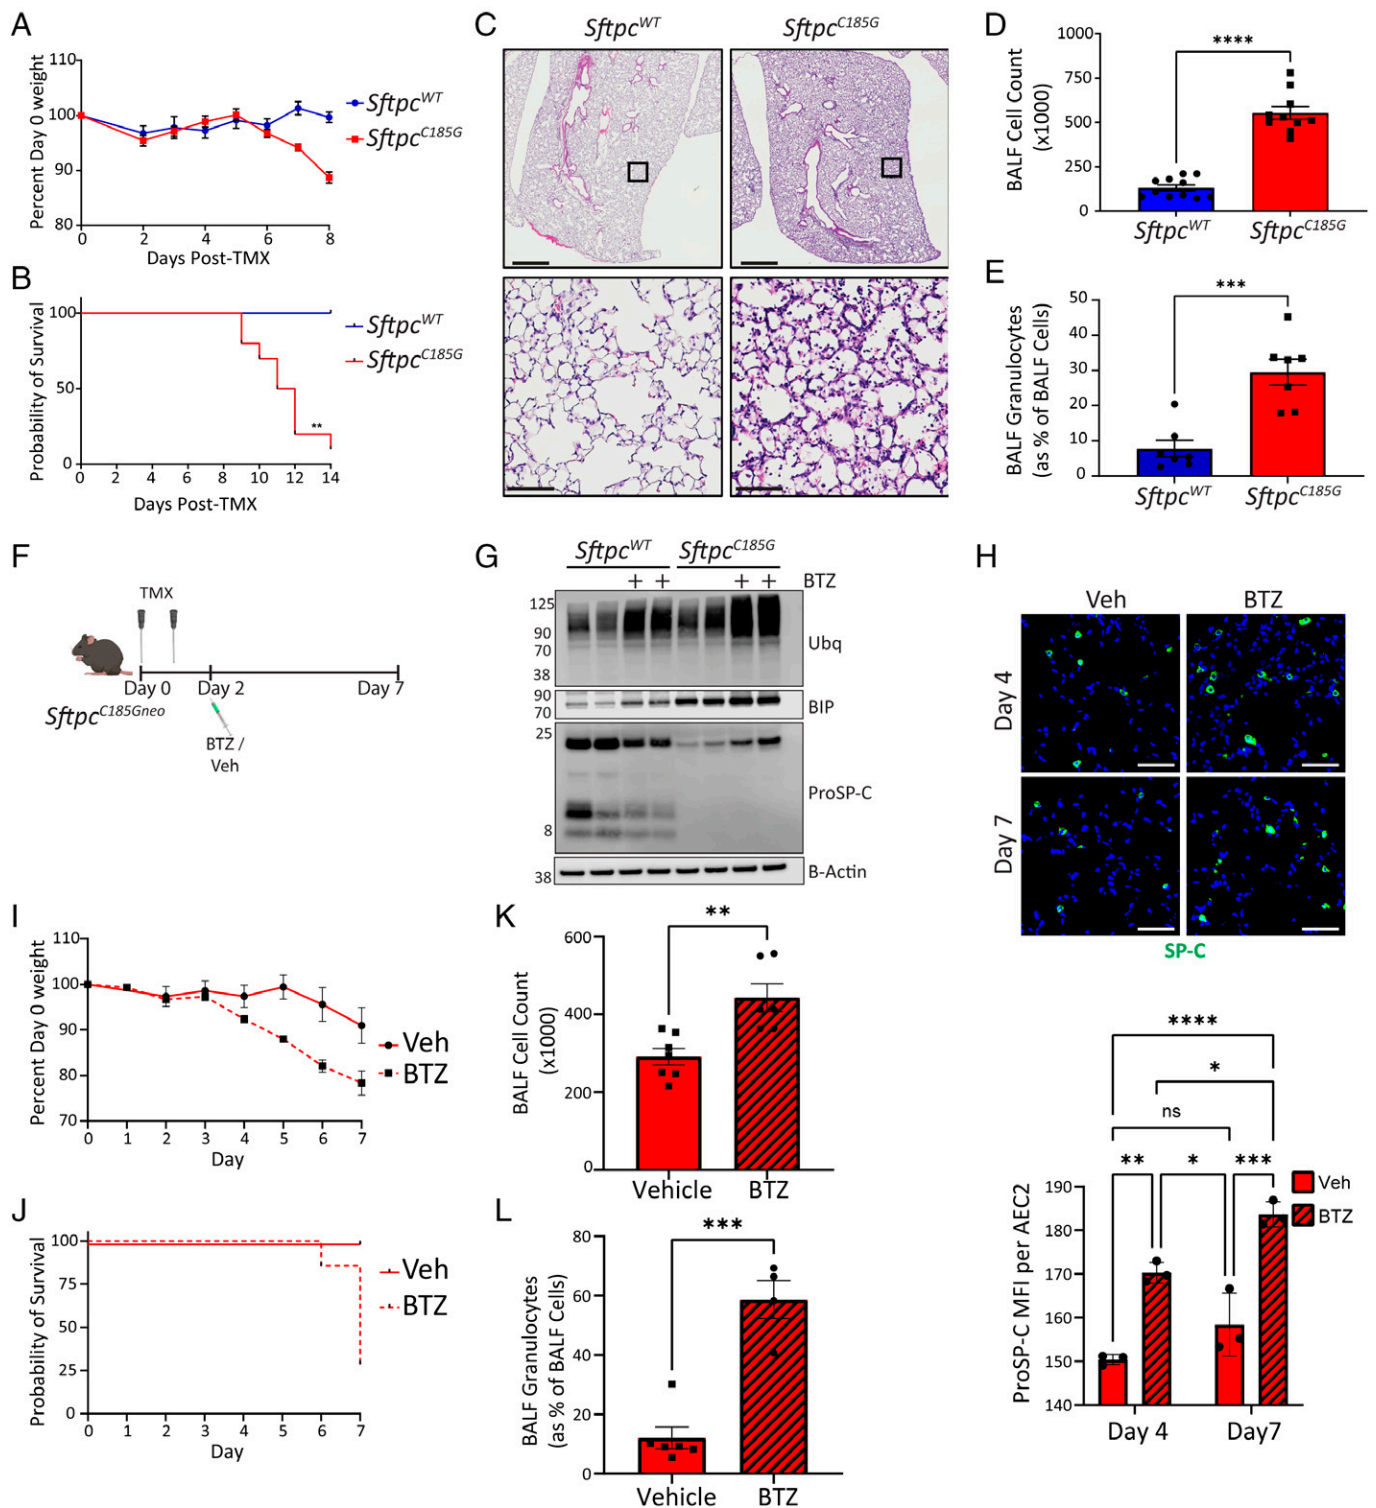 A
Percent Day 0 weight
110
100
90
80
0 2 4 6 8
Days Post-TMX
Sftpc^WT
Sftpc^C185G
B
Probability of Survival
100
50
0
0 2 4 6 8 10 12 14
Days Post-TMX
**
Sftpc^WT
Sftpc^C185G
C
Sftpc^WT Sftpc^C185G
D
BALF Cell Count
(x1000)
1000
750
500
250
0
****
Sftpc^WT Sftpc^C185G
E
BALF Granulocytes
(as % of BALF Cells)
50
40
30
20
10
0
***
Sftpc^WT Sftpc^C185G
F
TMX
Day 0 Day 2 Day 7
Sftpc^C185Gneo
BTZ /
Veh
G
Sftpc^WT Sftpc^C185G
+ + + + BTZ
125
90
70
38
Ubq
90
70
BIP
25
8
ProSP-C
38
B-Actin
H
Veh BTZ
Day 4
Day 7
SP-C
****
*
ns
** * ***
ProSP-C MFI per AEC2
190
180
170
160
150
140
Day 4 Day7
Veh
BTZ
I
Percent Day 0 weight
110
100
90
80
70
0 1 2 3 4 5 6 7
Day
Veh
BTZ
J
Probability of Survival
100
75
50
25
0
0 1 2 3 4 5 6 7
Day
Veh
BTZ
K
BALF Cell Count
(x1000)
600
400
200
0
**
Vehicle BTZ
L
BALF Granulocytes
(as % of BALF Cells)
80
60
40
20
0
***
Vehicle BTZ